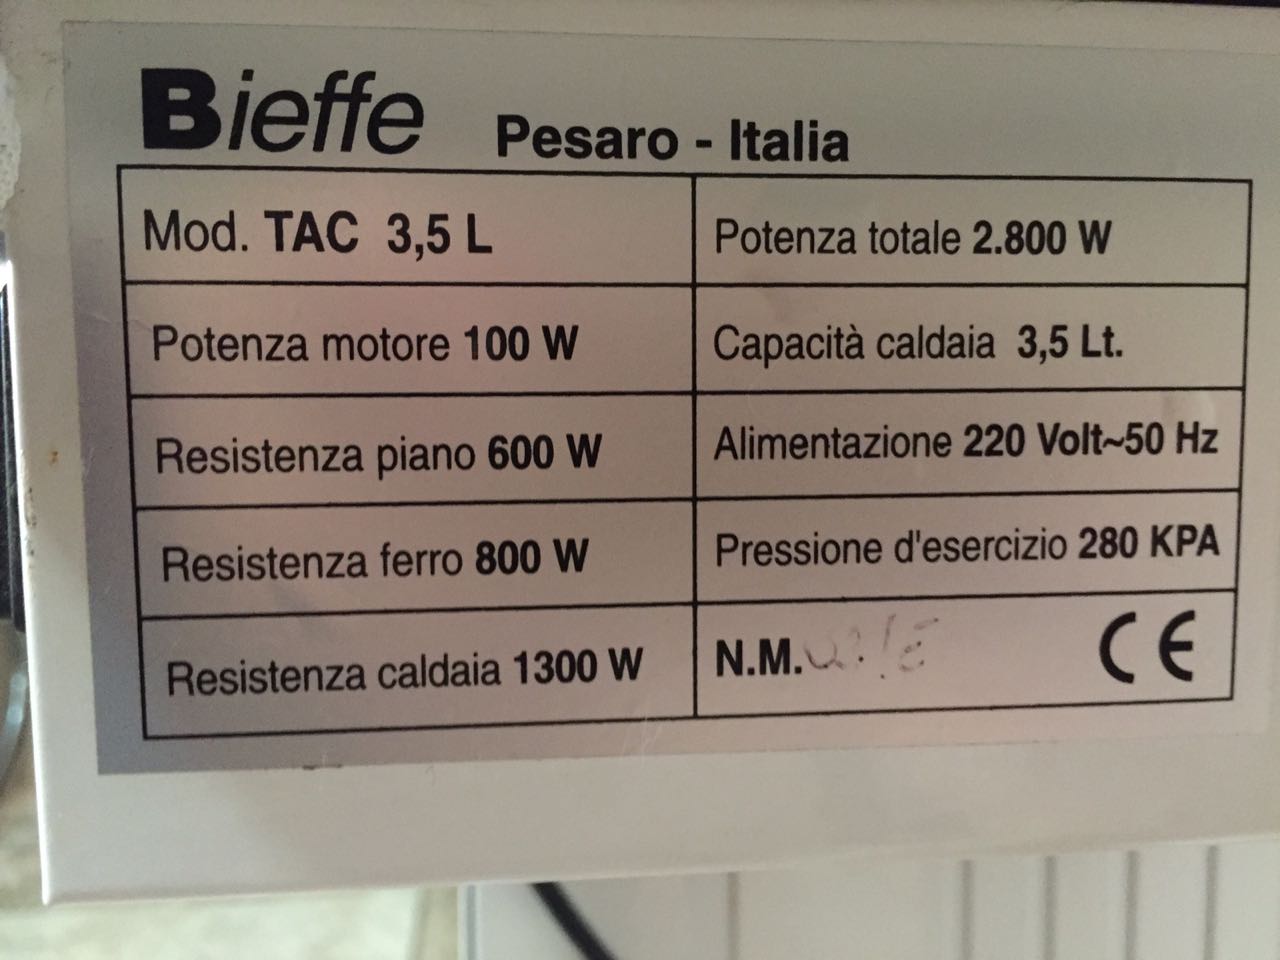 Bieffe Pesaro - Italia
Mod. TAC 3,5 L
Potenza totale 2.800 W
Potenza motore 100 W
Capacità caldaia 3,5 Lt.
Resistenza piano 600 W
Alimentazione 220 Volt~50 Hz
Resistenza ferro 800 W
Pressione d'esercizio 280 KPA
Resistenza caldaia 1300 W
N.M. CE